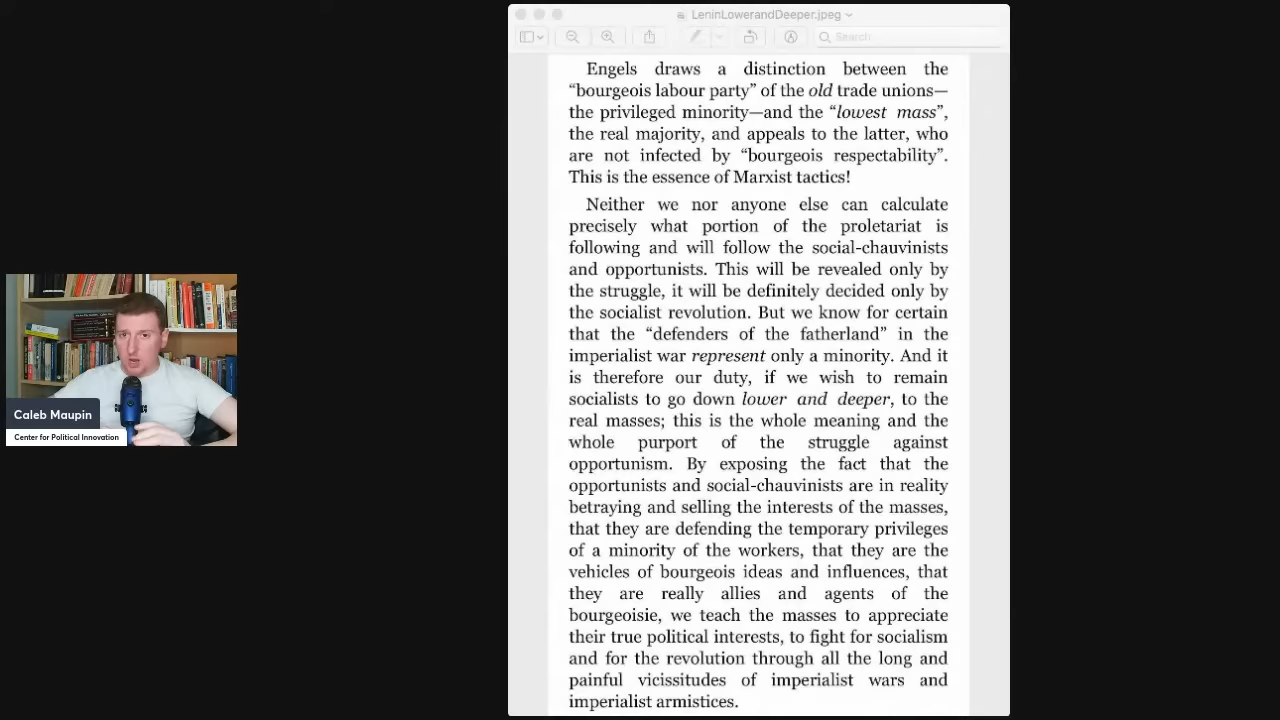 LeninLowerandDeeper.jpeg
Search
Engels draws a distinction between the
“bourgeois labour party” of the old trade unions—
the privileged minority—and the “lowest mass”,
the real majority, and appeals to the latter, who
are not infected by “bourgeois respectability”.
This is the essence of Marxist tactics!
Neither we nor anyone else can calculate
precisely what portion of the proletariat is
following and will follow the social-chauvinists
and opportunists. This will be revealed only by
the struggle, it will be definitely decided only by
the socialist revolution. But we know for certain
that the “defenders of the fatherland” in the
imperialist war represent only a minority. And it
is therefore our duty, if we wish to remain
socialists to go down lower and deeper, to the
real masses; this is the whole meaning and the
whole purport of the struggle against
opportunism. By exposing the fact that the
opportunists and social-chauvinists are in reality
betraying and selling the interests of the masses,
that they are defending the temporary privileges
of a minority of the workers, that they are the
vehicles of bourgeois ideas and influences, that
they are really allies and agents of the
bourgeoisie, we teach the masses to appreciate
their true political interests, to fight for socialism
and for the revolution through all the long and
painful vicissitudes of imperialist wars and
imperialist armistices.
Caleb Maupin
Center for Political Innovation